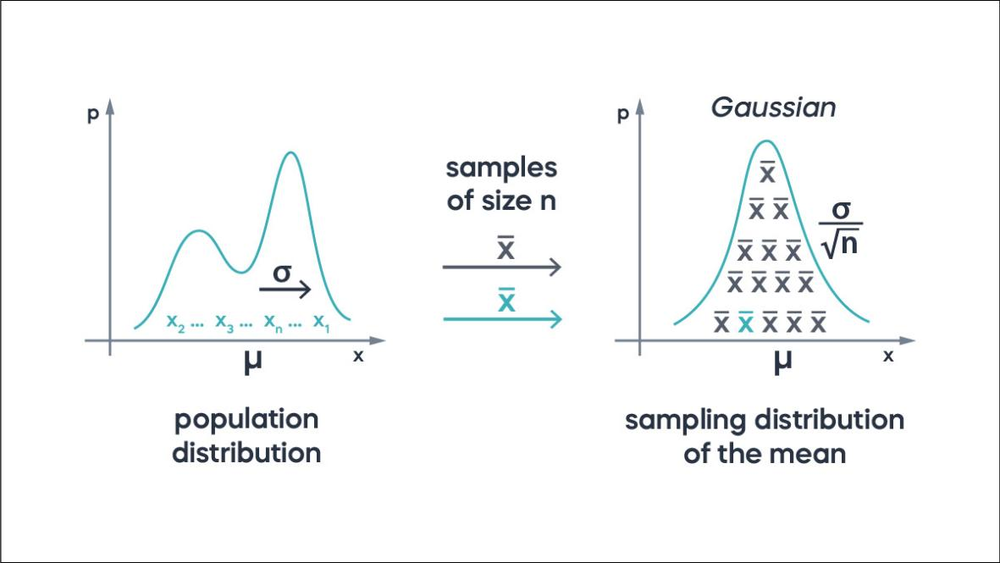 p
σ
x₂ ... x₃ ... xₙ ... x₁
μ
x
population
distribution
samples
of size n
x̄
x̄
Gaussian
p
x̄
x̄ x̄
x̄ x̄ x̄
x̄ x̄ x̄ x̄
x̄ x̄ x̄ x̄ x̄
σ
√n
μ
x
sampling distribution
of the mean